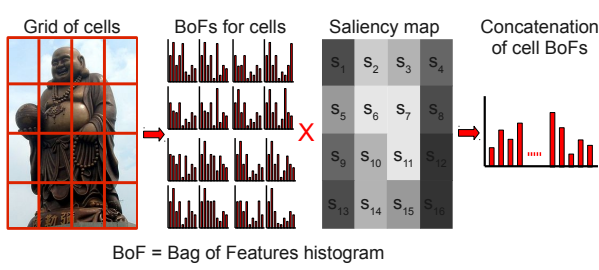 Grid of cells
BoFs for cells
Saliency map
Concatenation
of cell BoFs
X
S1 S2 S3 S4
S5 S6 S7 S8
S9 S10 S11 S12
S13 S14 S15 S16
BoF = Bag of Features histogram